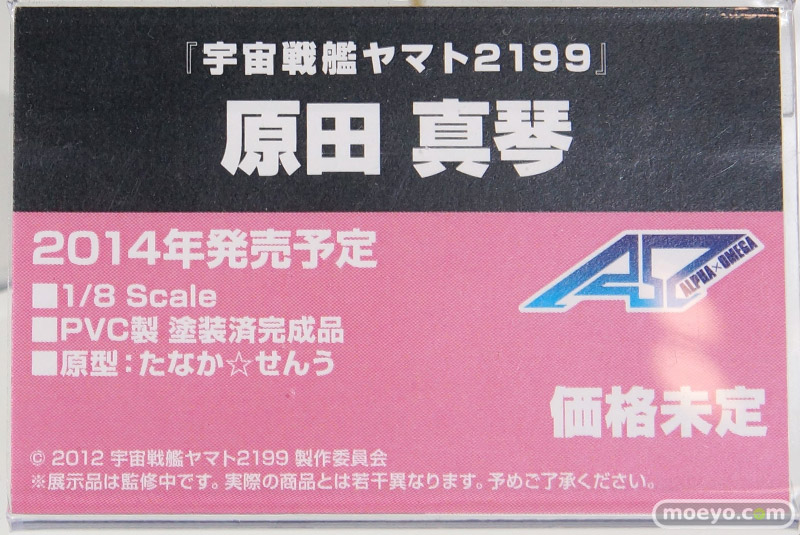 『宇宙戦艦ヤマト2199』
原田 真琴
2014年発売予定
■1/8 Scale
■PVC製 塗装済完成品
■原型：たなか☆せんう
ALPHA×OMEGA
価格未定
© 2012 宇宙戦艦ヤマト2199 製作委員会
※展示品は監修中です。実際の商品とは若干異なります。予めご了承ください。
moeyo.com